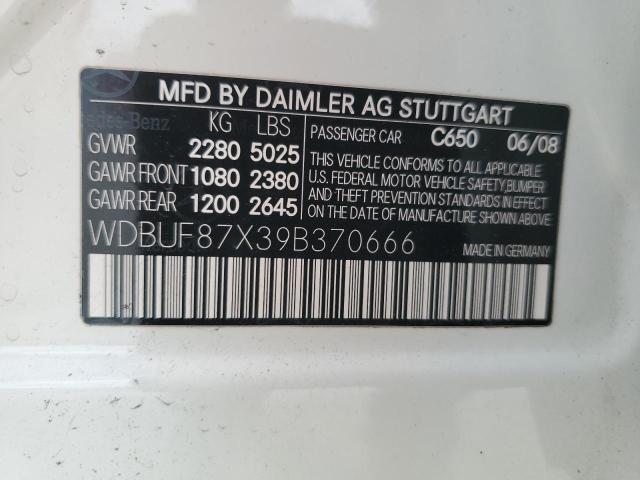 MFD BY DAIMLER AG STUTTGART
Mercedes-Benz
KG LBS
GVWR 2280 5025
GAWR FRONT 1080 2380
GAWR REAR 1200 2645
PASSENGER CAR C650 06/08
THIS VEHICLE CONFORMS TO ALL APPLICABLE
U.S. FEDERAL MOTOR VEHICLE SAFETY, BUMPER
AND THEFT PREVENTION STANDARDS
IN EFFECT ON THE DATE OF
MANUFACTURE SHOWN ABOVE.
WDBUF87X39B370666
MADE IN GERMANY